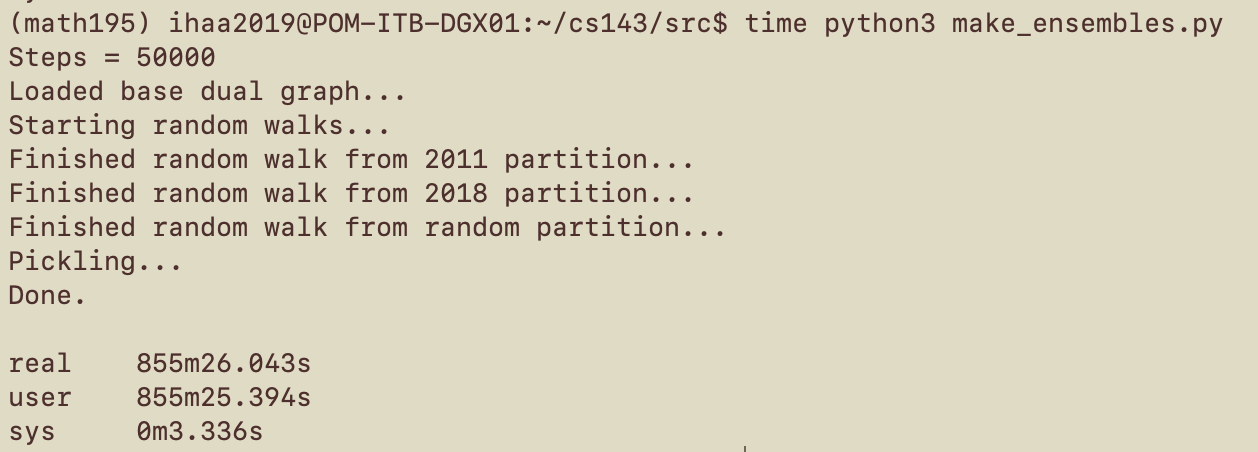 (math195) ihaa2019@POM-ITB-DGX01:~/cs143/src$ time python3 make_ensembles.py
Steps = 50000
Loaded base dual graph...
Starting random walks...
Finished random walk from 2011 partition...
Finished random walk from 2018 partition...
Finished random walk from random partition...
Pickling...
Done.
real    855m26.043s
user    855m25.394s
sys     0m3.336s